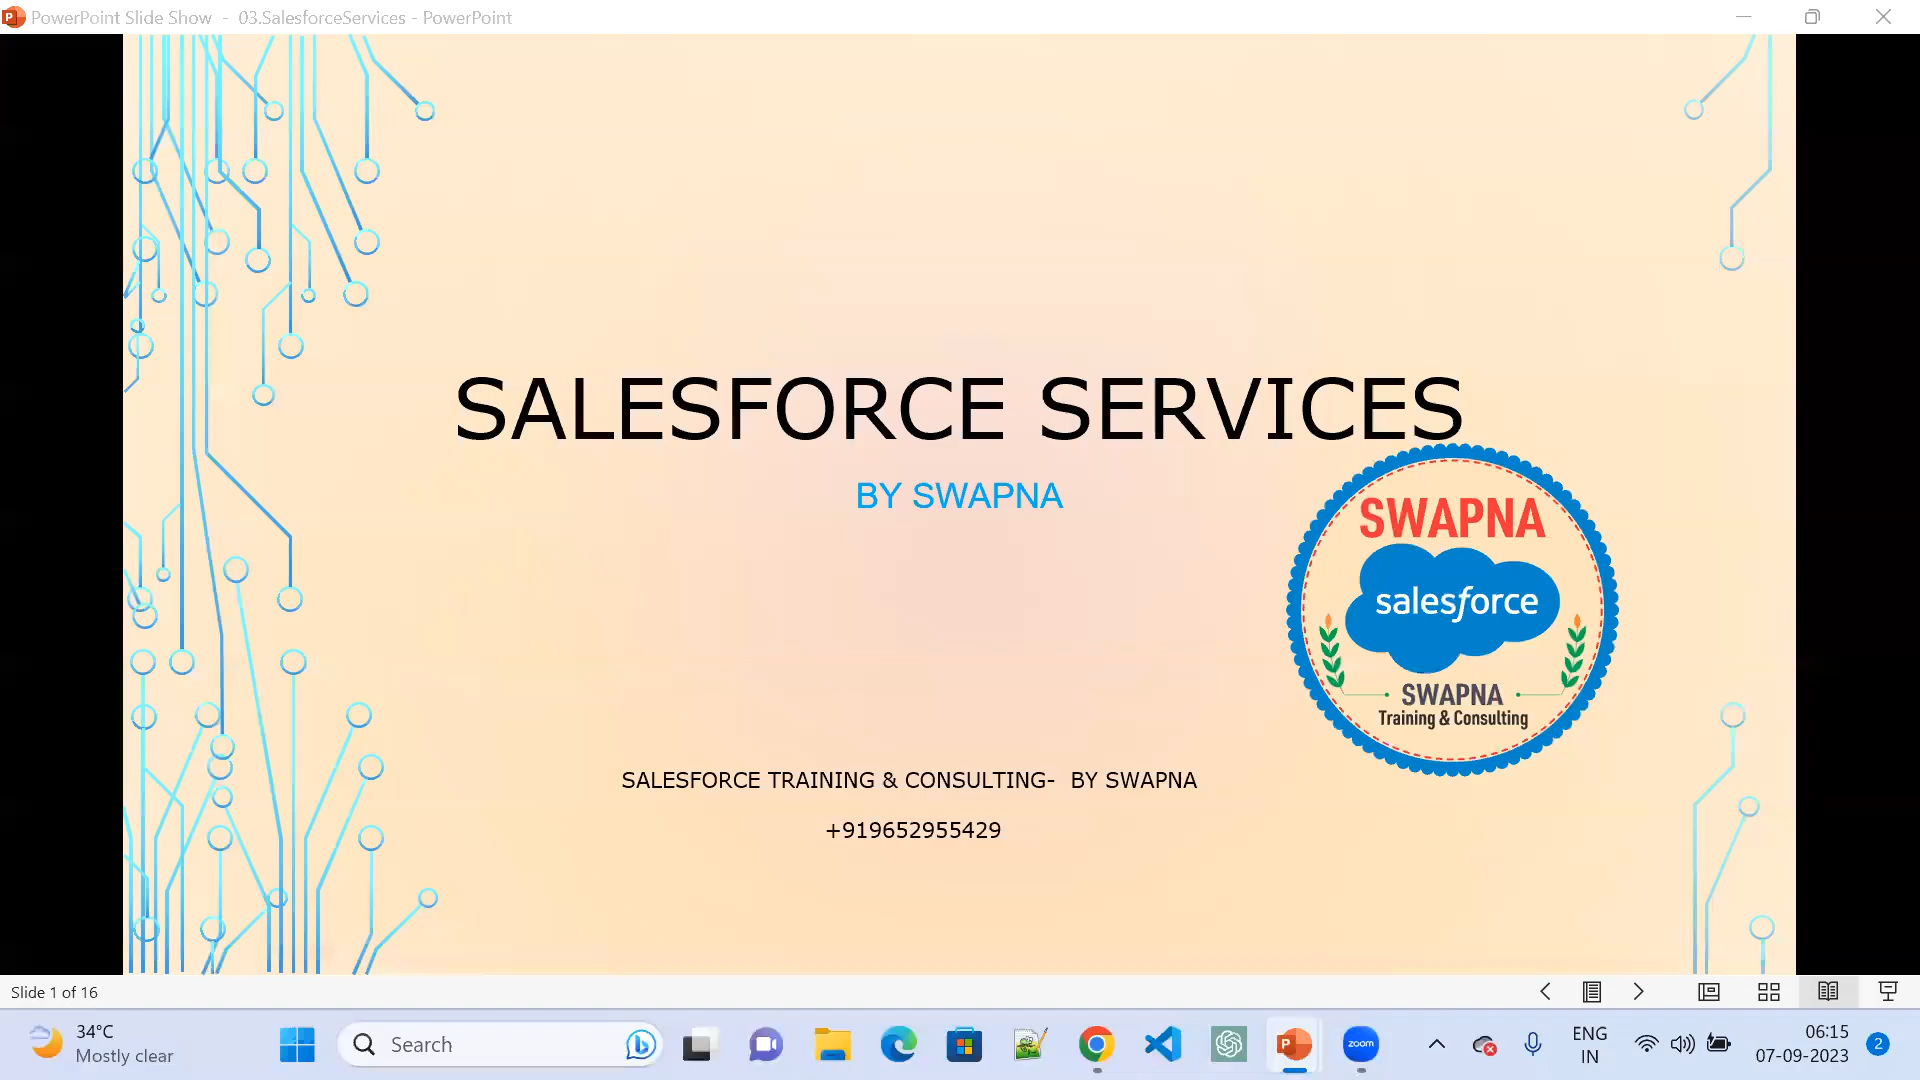 PowerPoint Slide Show - 03.SalesforceServices - PowerPoint
SALESFORCE SERVICES
BY SWAPNA
SWAPNA
salesforce
SWAPNA
Training & Consulting
SALESFORCE TRAINING & CONSULTING- BY SWAPNA
+919652955429
Slide 1 of 16
34°C
Mostly clear
Search
zoom
ENG
IN
06:15
07-09-2023
2